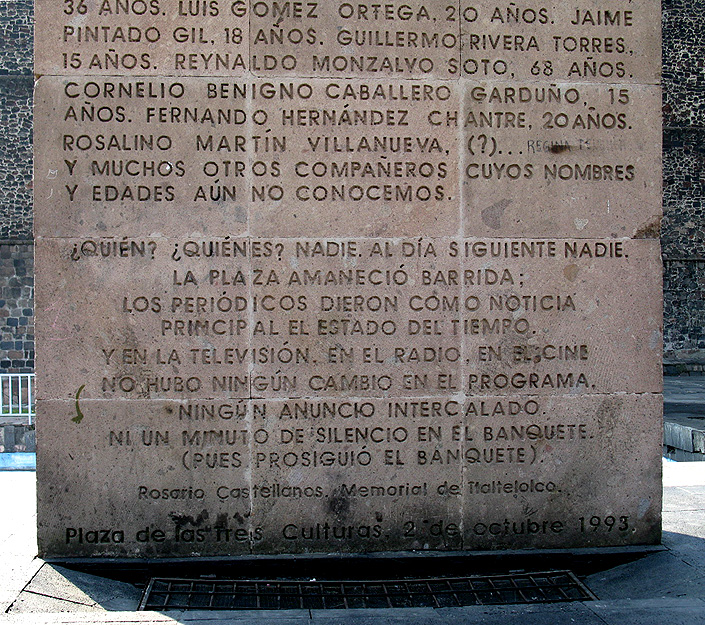 36 AÑOS. LUIS GÓMEZ ORTEGA, 20 AÑOS. JAIME
PINTADO GIL, 18 AÑOS. GUILLERMO RIVERA TORRES,
15 AÑOS. REYNALDO MONZALVO SOTO, 68 AÑOS.
CORNELIO BENIGNO CABALLERO GARDUÑO, 15
AÑOS. FERNANDO HERNÁNDEZ CHANTRE, 20 AÑOS.
ROSALINO MARTÍN VILLANUEVA, (?)... REGINA
Y MUCHOS OTROS COMPAÑEROS CUYOS NOMBRES
Y EDADES AÚN NO CONOCEMOS.
¿QUIÉN? ¿QUIÉNES? NADIE. AL DÍA SIGUIENTE NADIE.
LA PLAZA AMANECIÓ BARRIDA;
LOS PERIÓDICOS DIERON COMO NOTICIA
PRINCIPAL EL ESTADO DEL TIEMPO.
Y EN LA TELEVISIÓN, EN EL RADIO, EN EL CINE
NO HUBO NINGÚN CAMBIO EN EL PROGRAMA.
NINGÚN ANUNCIO INTERCALADO.
NI UN MINUTO DE SILENCIO EN EL BANQUETE.
(PUES PROSIGUIÓ EL BANQUETE).
Rosario Castellanos. Memorial de Tlaltelolco.
Plaza de las tres Culturas. 2 de octubre 1993.